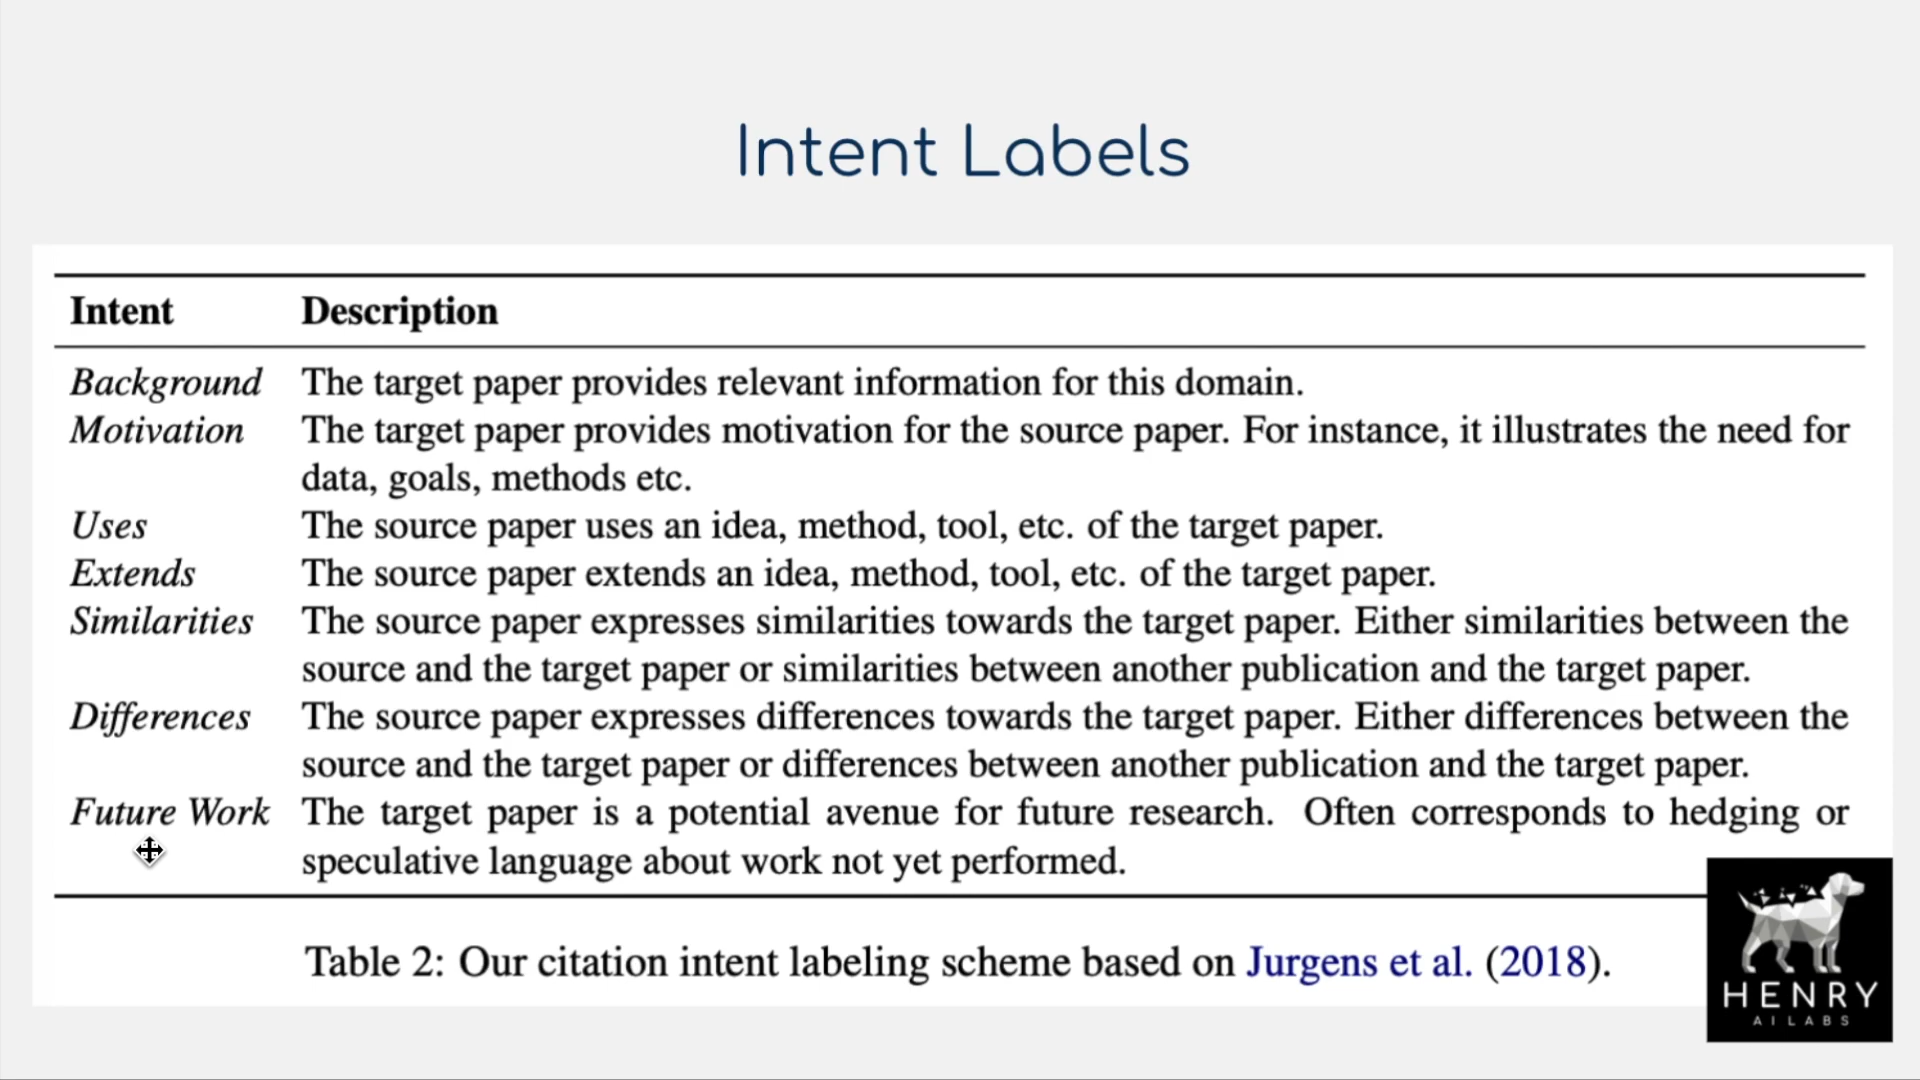 Intent Labels
Intent Description
Background The target paper provides relevant information for this domain.
Motivation The target paper provides motivation for the source paper. For instance, it illustrates the need for
data, goals, methods etc.
Uses The source paper uses an idea, method, tool, etc. of the target paper.
Extends The source paper extends an idea, method, tool, etc. of the target paper.
Similarities The source paper expresses similarities towards the target paper. Either similarities between the
source and the target paper or similarities between another publication and the target paper.
Differences The source paper expresses differences towards the target paper. Either differences between the
source and the target paper or differences between another publication and the target paper.
Future Work The target paper is a potential avenue for future research. Often corresponds to hedging or
speculative language about work not yet performed.
Table 2: Our citation intent labeling scheme based on Jurgens et al. (2018).
HENRY
AI LABS